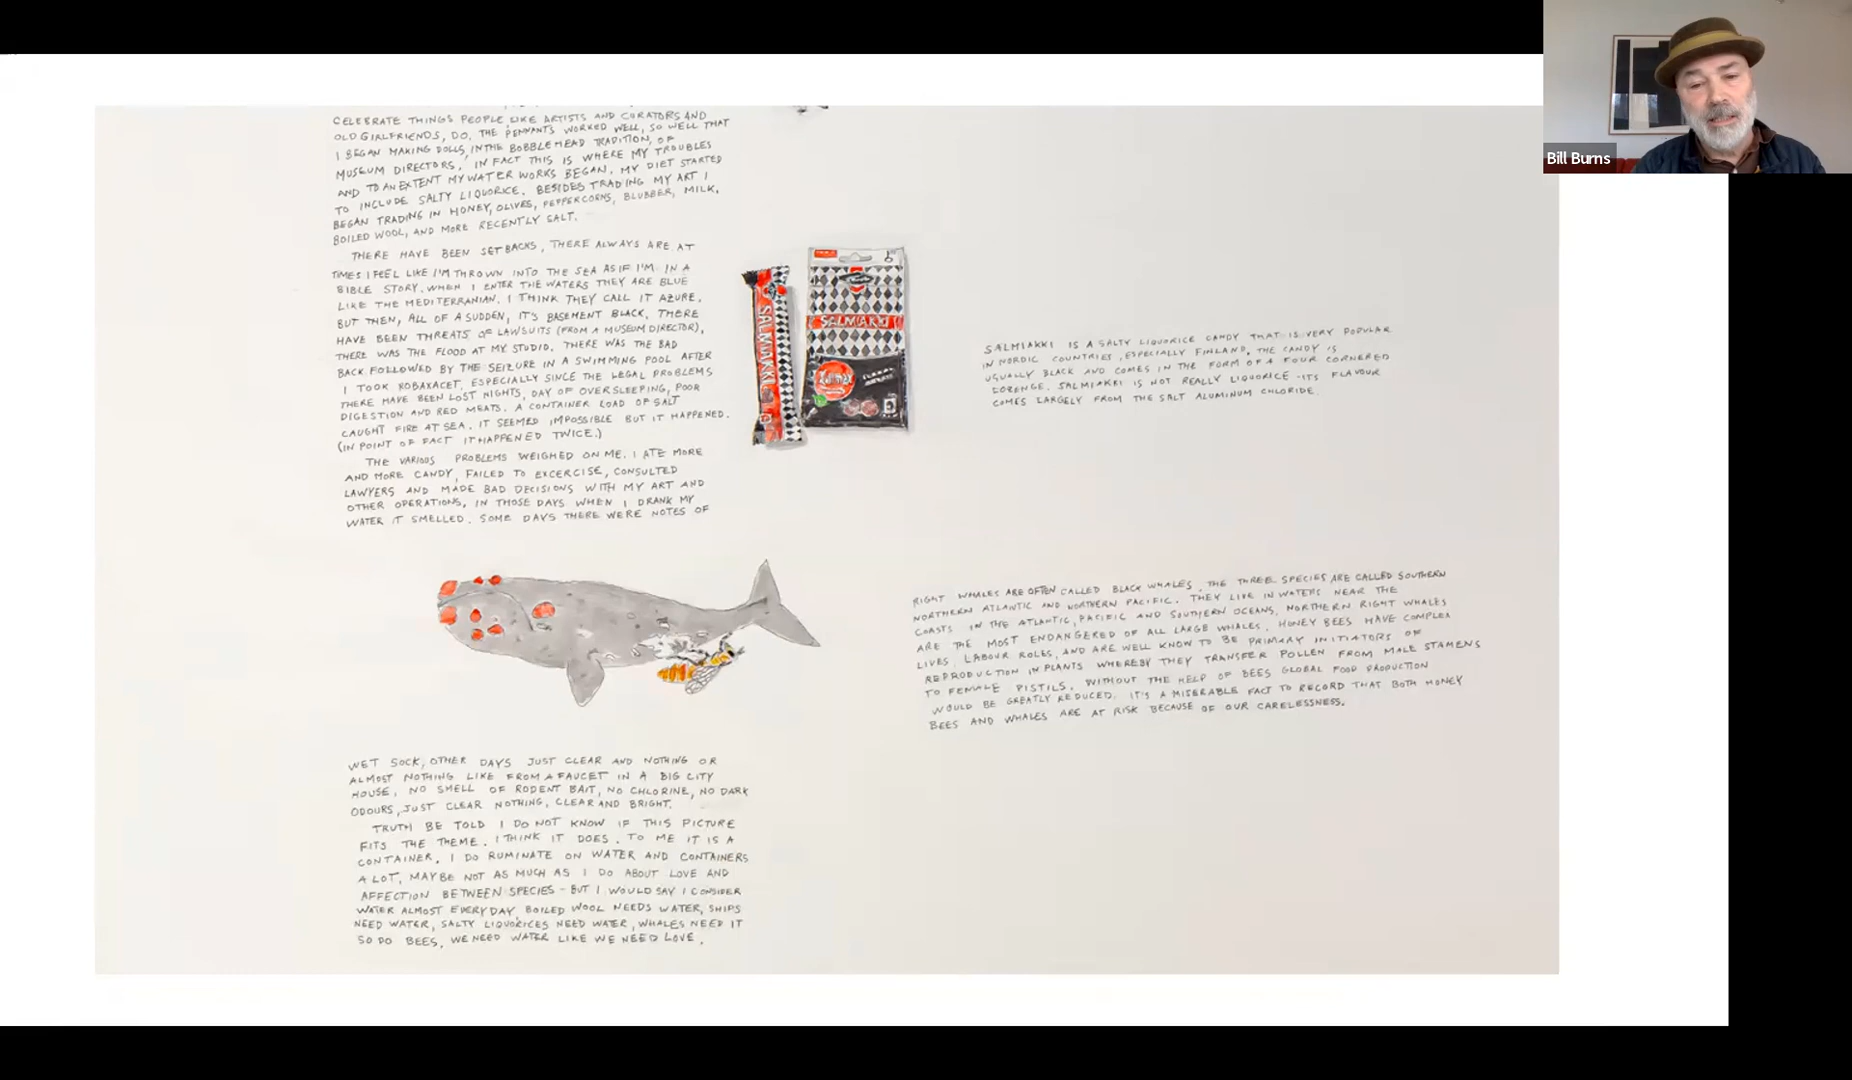 Bill Burns
CELEBRATE THINGS PEOPLE LIKE ARTISTS AND CURATORS AND
OLD GIRLFRIENDS, DO. THE PENNANTS WORKED WELL, SO WELL THAT
I BEGAN MAKING DOLLS, IN THE BOBBLE HEAD TRADITION, OF
MUSEUM DIRECTORS, IN FACT THIS IS WHERE MY TROUBLES
AND TO AN EXTENT MY WATER WORKS BEGAN. MY DIET STARTED
TO INCLUDE SALTY LIQUORICE. BESIDES TRADING MY ART I
BEGAN TRADING IN HONEY, OLIVES, PEPPERCORNS, BLUBBER, MILK,
BOILED WOOL, AND MORE RECENTLY SALT.
THERE HAVE BEEN SETBACKS, THERE ALWAYS ARE AT
TIMES I FEEL LIKE I'M THROWN INTO THE SEA AS IF I'M IN A
BIBLE STORY. WHEN I ENTER THE WATERS THEY ARE BLUE
LIKE THE MEDITERRANIAN. I THINK THEY CALL IT AZURE.
BUT THEN, ALL OF A SUDDEN, IT'S BASEMENT BLACK. THERE
HAVE BEEN THREATS OF LAWSUITS (FROM A MUSEUM DIRECTOR),
THERE WAS THE FLOOD AT MY STUDIO. THERE WAS THE BAD
BACK FOLLOWED BY THE SEIZURE IN A SWIMMING POOL AFTER
I TOOK ROBAXACET. ESPECIALLY SINCE THE LEGAL PROBLEMS
THERE HAVE BEEN LOST NIGHTS, DAY OF OVERSLEEPING, POOR
DIGESTION AND RED MEATS. A CONTAINER LOAD OF SALT
CAUGHT FIRE AT SEA. IT SEEMED IMPOSSIBLE BUT IT HAPPENED.
(IN POINT OF FACT IT HAPPENED TWICE.)
THE VARIOUS PROBLEMS WEIGHED ON ME. I ATE MORE
AND MORE CANDY, FAILED TO EXCERCISE, CONSULTED
LAWYERS AND MADE BAD DECISIONS WITH MY ART AND
OTHER OPERATIONS. IN THOSE DAYS WHEN I DRANK MY
WATER IT SMELLED. SOME DAYS THERE WERE NOTES OF
SALMIAKKI
SALMIAKKI
SALMIAKKI IS A SALTY LIQUORICE CANDY THAT IS VERY POPULAR
IN NORDIC COUNTRIES, ESPECIALLY FINLAND. THE CANDY IS
USUALLY BLACK AND COMES IN THE FORM OF A FOUR CORNERED
LOZENGE. SALMIAKKI IS NOT REALLY LIQUORICE - ITS FLAVOUR
COMES LARGELY FROM THE SALT ALUMINUM CHLORIDE.
RIGHT WHALES ARE OFTEN CALLED BLACK WHALES, THE THREE SPECIES ARE CALLED SOUTHERN
NORTHERN ATLANTIC AND NORTHERN PACIFIC. THEY LIVE IN WATERS NEAR THE
COASTS IN THE ATLANTIC, PACIFIC AND SOUTHERN OCEANS, NORTHERN RIGHT WHALES
ARE THE MOST ENDANGERED OF ALL LARGE WHALES. HONEY BEES HAVE COMPLEX
LIVES, LABOUR ROLES, AND ARE WELL KNOW TO BE PRIMARY INITIATORS OF
REPRODUCTION IN PLANTS WHEREBY THEY TRANSFER POLLEN FROM MALE STAMENS
TO FEMALE PISTILS. WITHOUT THE HELP OF BEES GLOBAL FOOD PRODUCTION
WOULD BE GREATLY REDUCED. IT'S A MISERABLE FACT TO RECORD THAT BOTH HONEY
BEES AND WHALES ARE AT RISK BECAUSE OF OUR CARELESSNESS.
WET SOCK, OTHER DAYS JUST CLEAR AND NOTHING OR
ALMOST NOTHING LIKE FROM A FAUCET IN A BIG CITY
HOUSE. NO SMELL OF RODENT BAIT, NO CHLORINE, NO DARK
ODOURS, JUST CLEAR NOTHING, CLEAR AND BRIGHT.
TRUTH BE TOLD I DO NOT KNOW IF THIS PICTURE
FITS THE THEME. I THINK IT DOES. TO ME IT IS A
CONTAINER. I DO RUMINATE ON WATER AND CONTAINERS
A LOT, MAYBE NOT AS MUCH AS I DO ABOUT LOVE AND
AFFECTION BETWEEN SPECIES - BUT I WOULD SAY I CONSIDER
WATER ALMOST EVERYDAY. BOILED WOOL NEEDS WATER, SHIPS
NEED WATER, SALTY LIQUORICES NEED WATER, WHALES NEED IT
SO DO BEES. WE NEED WATER LIKE WE NEED LOVE.